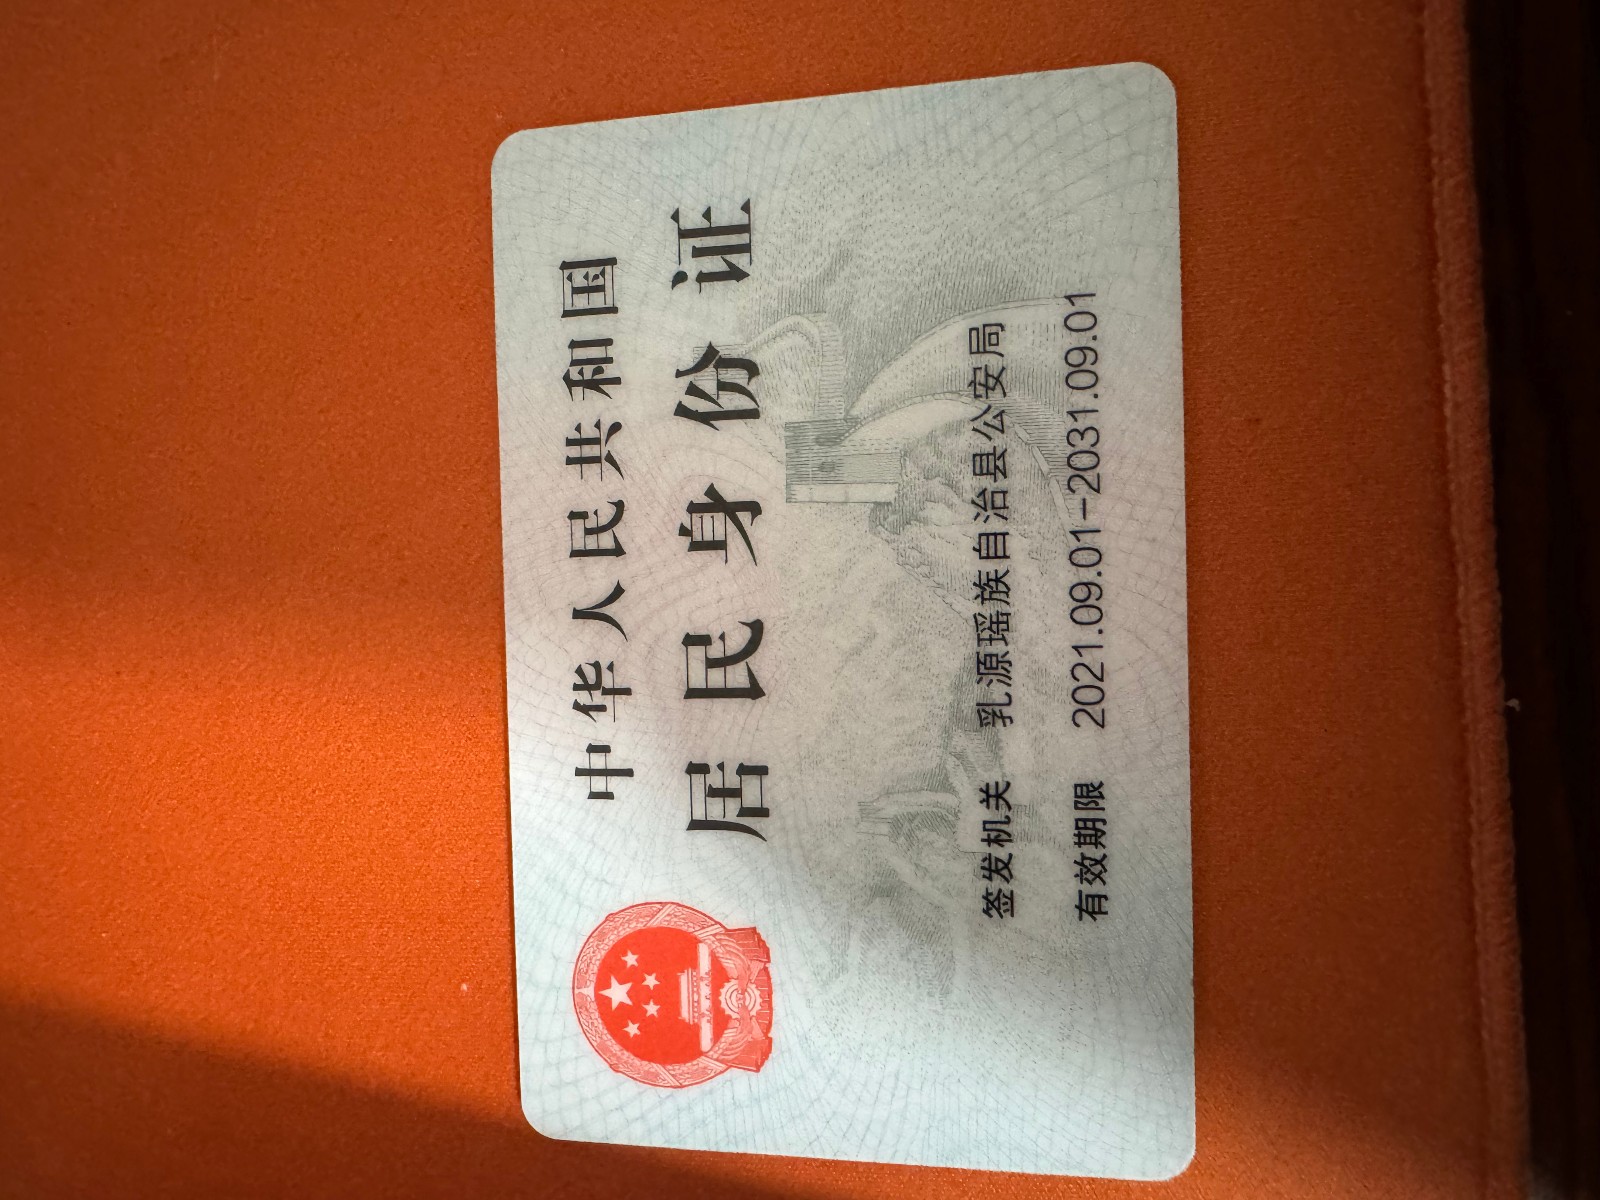 中华人民共和国
居民身份证
签发机关 乳源瑶族自治县公安局
有效期限 2021.09.01-2031.09.01